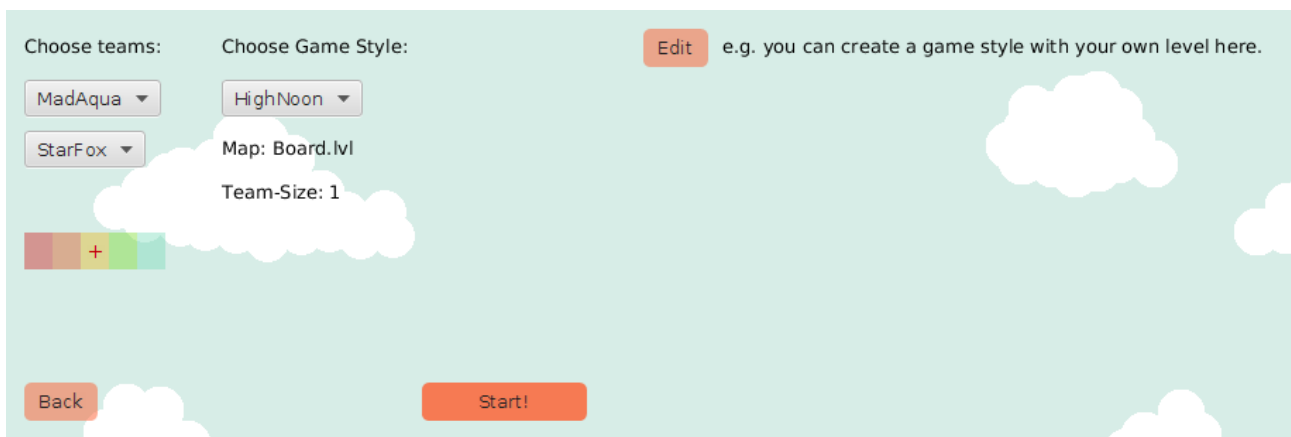 Choose teams:
Choose Game Style:
Edit
e.g. you can create a game style with your own level here.
MadAqua
HighNoon
StarFox
Map: Board.lvl
Team-Size: 1
+
Back
Start!